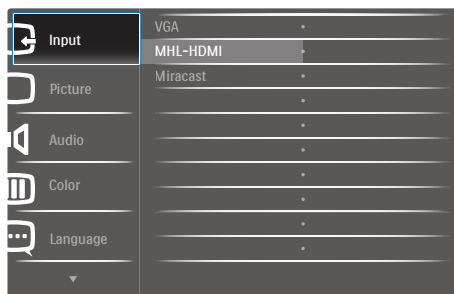 Input
Picture
Audio
Color
Language
VGA
MHL-HDMI
Miracast